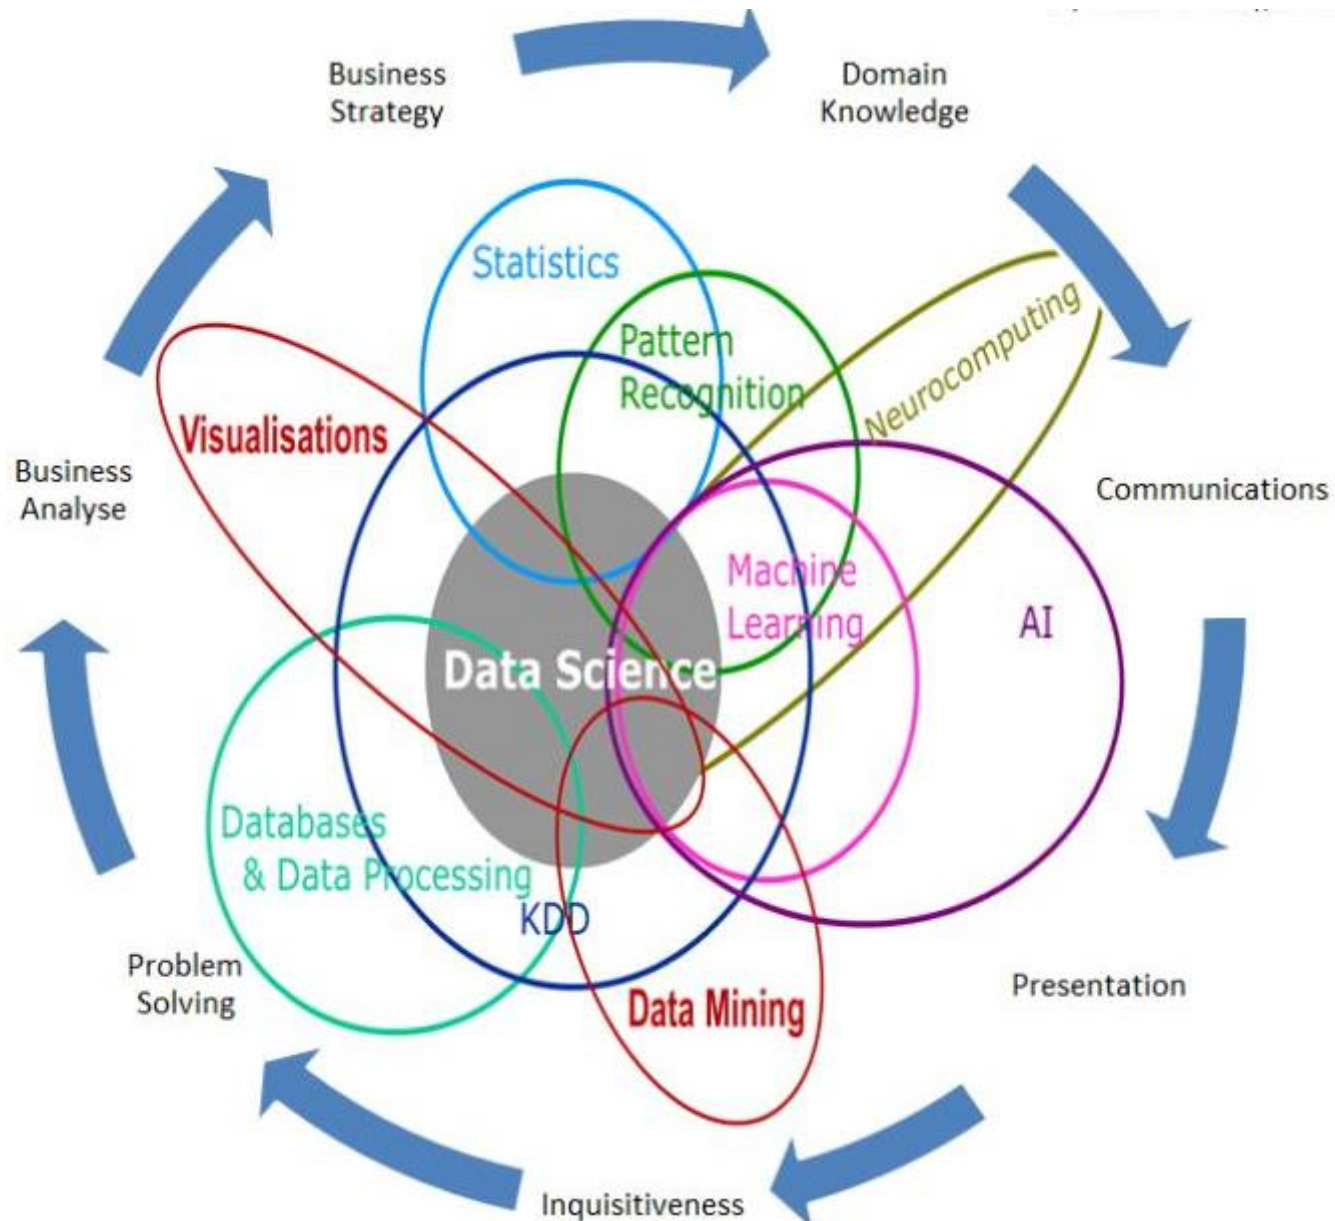 Business
Strategy
Domain
Knowledge
Statistics
Pattern
Recognition
Neurocomputing
Visualisations
Business
Analyse
Communications
Machine
Learning
AI
Data Science
Databases
& Data Processing
KDD
Problem
Solving
Presentation
Data Mining
Inquisitiveness